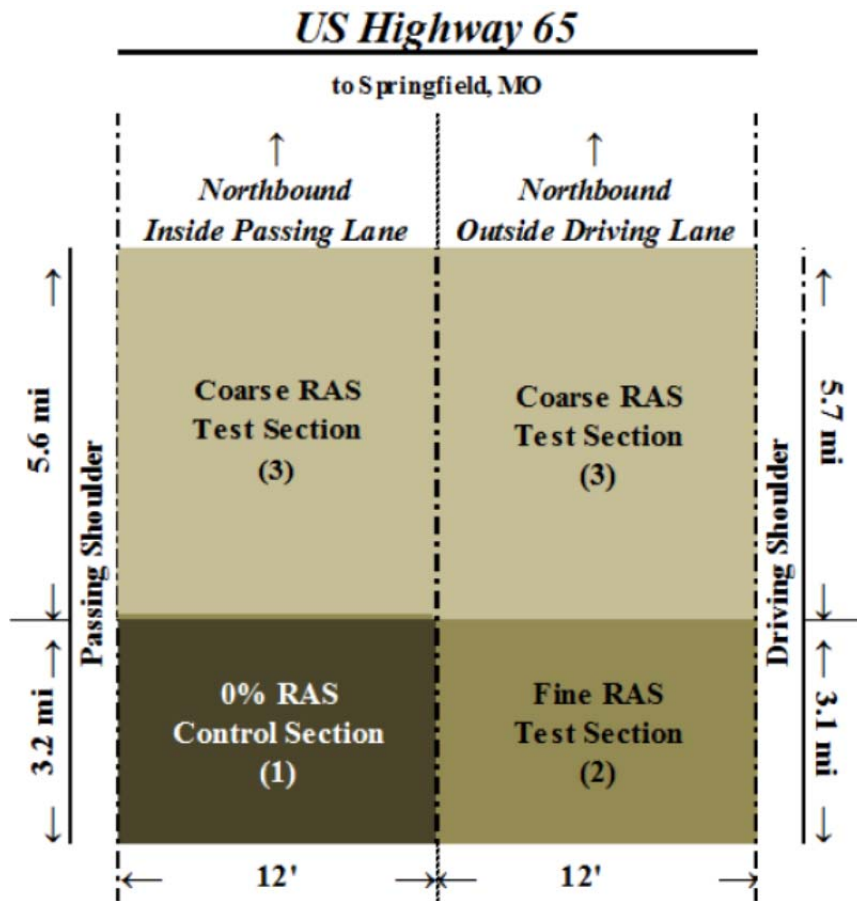 US Highway 65
to Springfield, MO
↑ ↑
Northbound
Inside Passing Lane
Northbound
Outside Driving Lane
Coarse RAS
Test Section
(3)
Coarse RAS
Test Section
(3)
0% RAS
Control Section
(1)
Fine RAS
Test Section
(2)
5.6 mi
3.2 mi
Passing Shoulder
Driving Shoulder
5.7 mi
3.1 mi
← 12' →
← 12' →